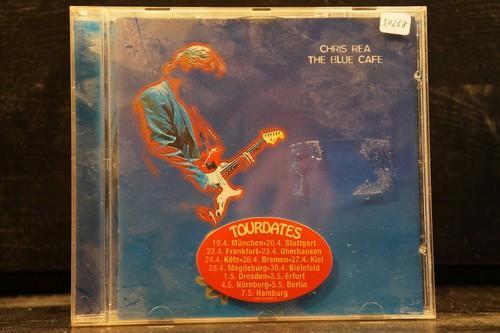 50268
CHRIS REA
THE BLUE CAFE
TOURDATES
19.4. München•20.4. Stuttgart
22.4. Frankfurt•23.4. Oberhausen
24.4. Köln•26.4. Bremen•27.4. Kiel
28.4. Magdeburg•30.4. Bielefeld
1.5. Dresden•3.5. Erfurt
4.5. Nürnberg•5.5. Berlin
7.5. Hamburg